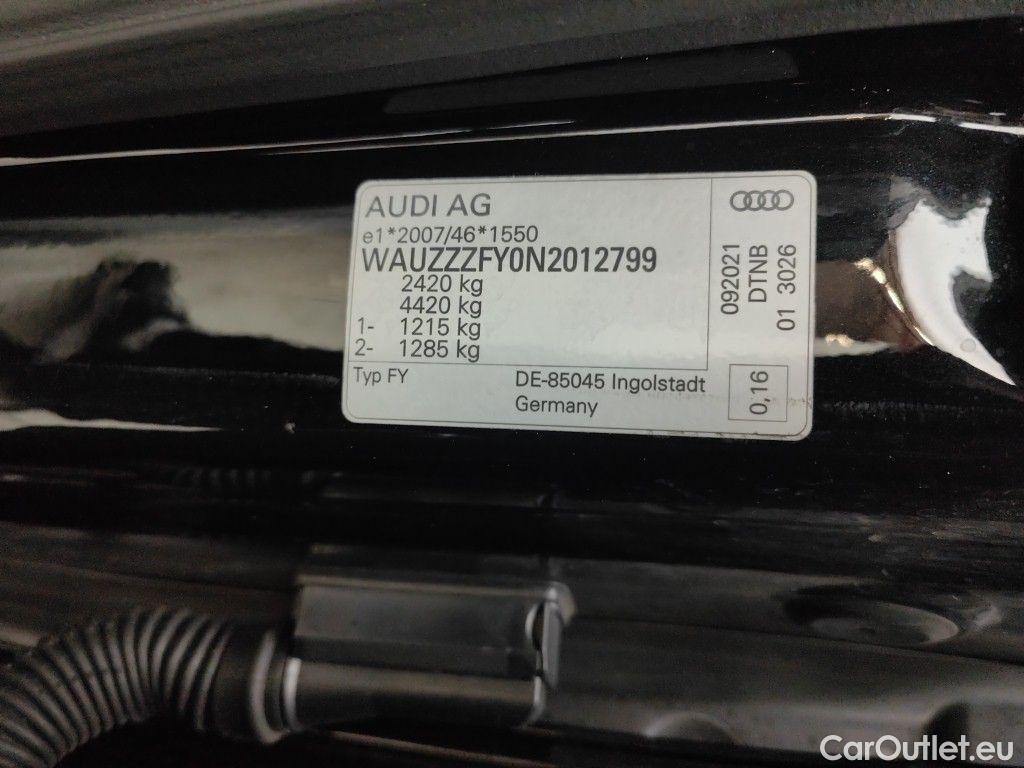 AUDI AG
e1*2007/46*1550
WAUZZZFY0N2012799
2420 kg
4420 kg
1- 1215 kg
2- 1285 kg
Typ FY
DE-85045 Ingolstadt
Germany
092021
DTNB
01 3026
0,16
CarOutlet.eu